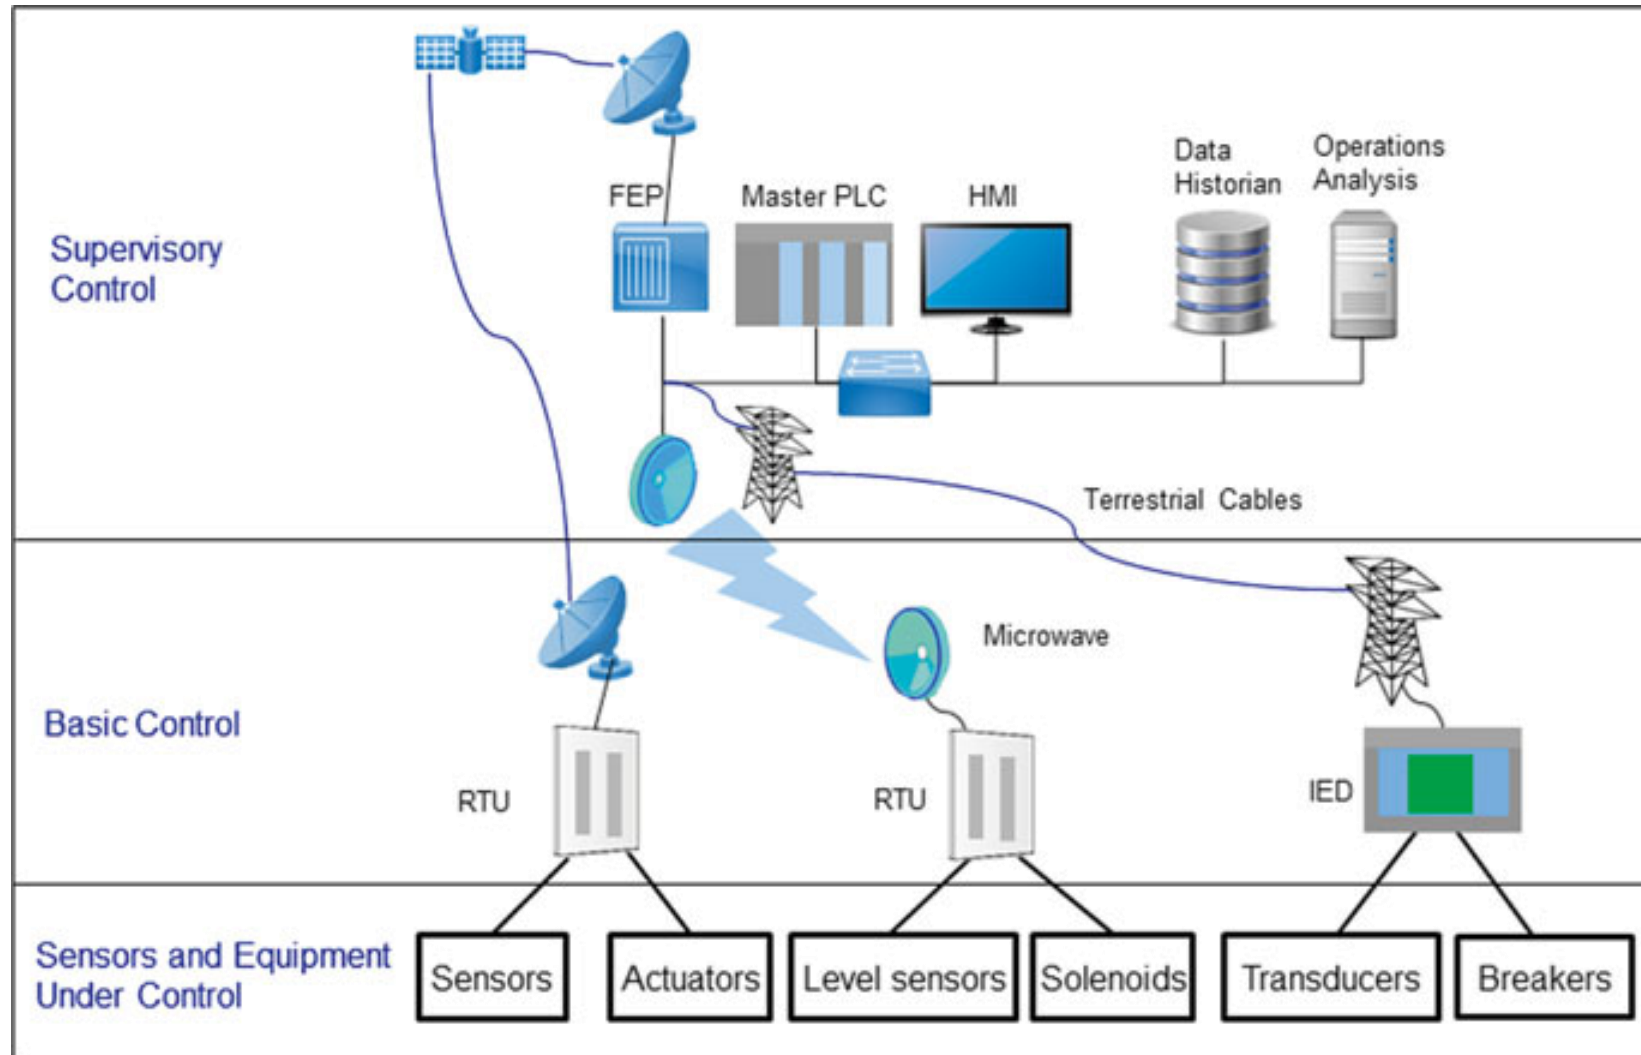 FEP
Master PLC
HMI
Data
Historian
Operations
Analysis
Supervisory
Control
Terrestrial Cables
Microwave
Basic Control
RTU
RTU
IED
Sensors and Equipment
Under Control
Sensors
Actuators
Level sensors
Solenoids
Transducers
Breakers